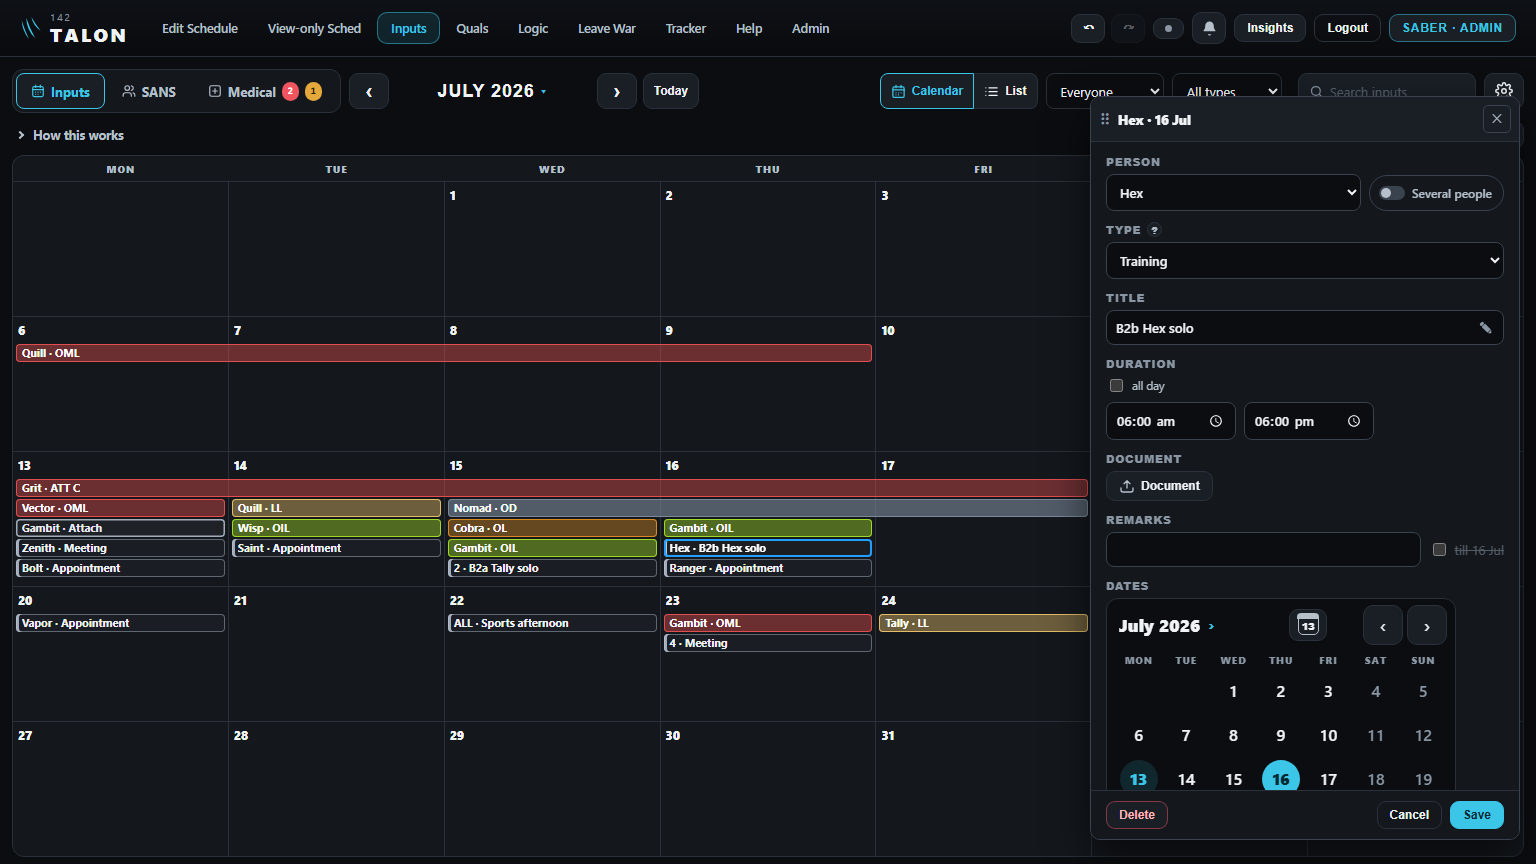 142
TALON
Edit Schedule
View-only Sched
Inputs
Quals
Logic
Leave War
Tracker
Help
Admin
Insights
Logout
SABER · ADMIN
Inputs
SANS
Medical 2 1
JULY 2026
Today
Calendar
List
Everyone
All types
Search inputs
How this works
MON TUE WED THU FRI
1 2 3
6 7 8 9 10
Quill · OML
13 14 15 16 17
Grit · ATT C
Vector · OML
Quill · LL
Nomad · OD
Gambit · Attach
Wisp · OIL
Cobra · OL
Gambit · OIL
Zenith · Meeting
Saint · Appointment
Gambit · OIL
Hex · B2b Hex solo
Bolt · Appointment
2 · B2a Tally solo
Ranger · Appointment
20 21 22 23 24
Vapor · Appointment
ALL · Sports afternoon
Gambit · OML
Tally · LL
4 · Meeting
27 28 29 30 31
Hex · 16 Jul
PERSON
Hex
Several people
TYPE ?
Training
TITLE
B2b Hex solo
DURATION
all day
06:00 am
06:00 pm
DOCUMENT
Document
REMARKS
till 16 Jul
DATES
July 2026
13
MON TUE WED THU FRI SAT SUN
1 2 3 4 5
6 7 8 9 10 11 12
13 14 15 16 17 18 19
Delete
Cancel
Save